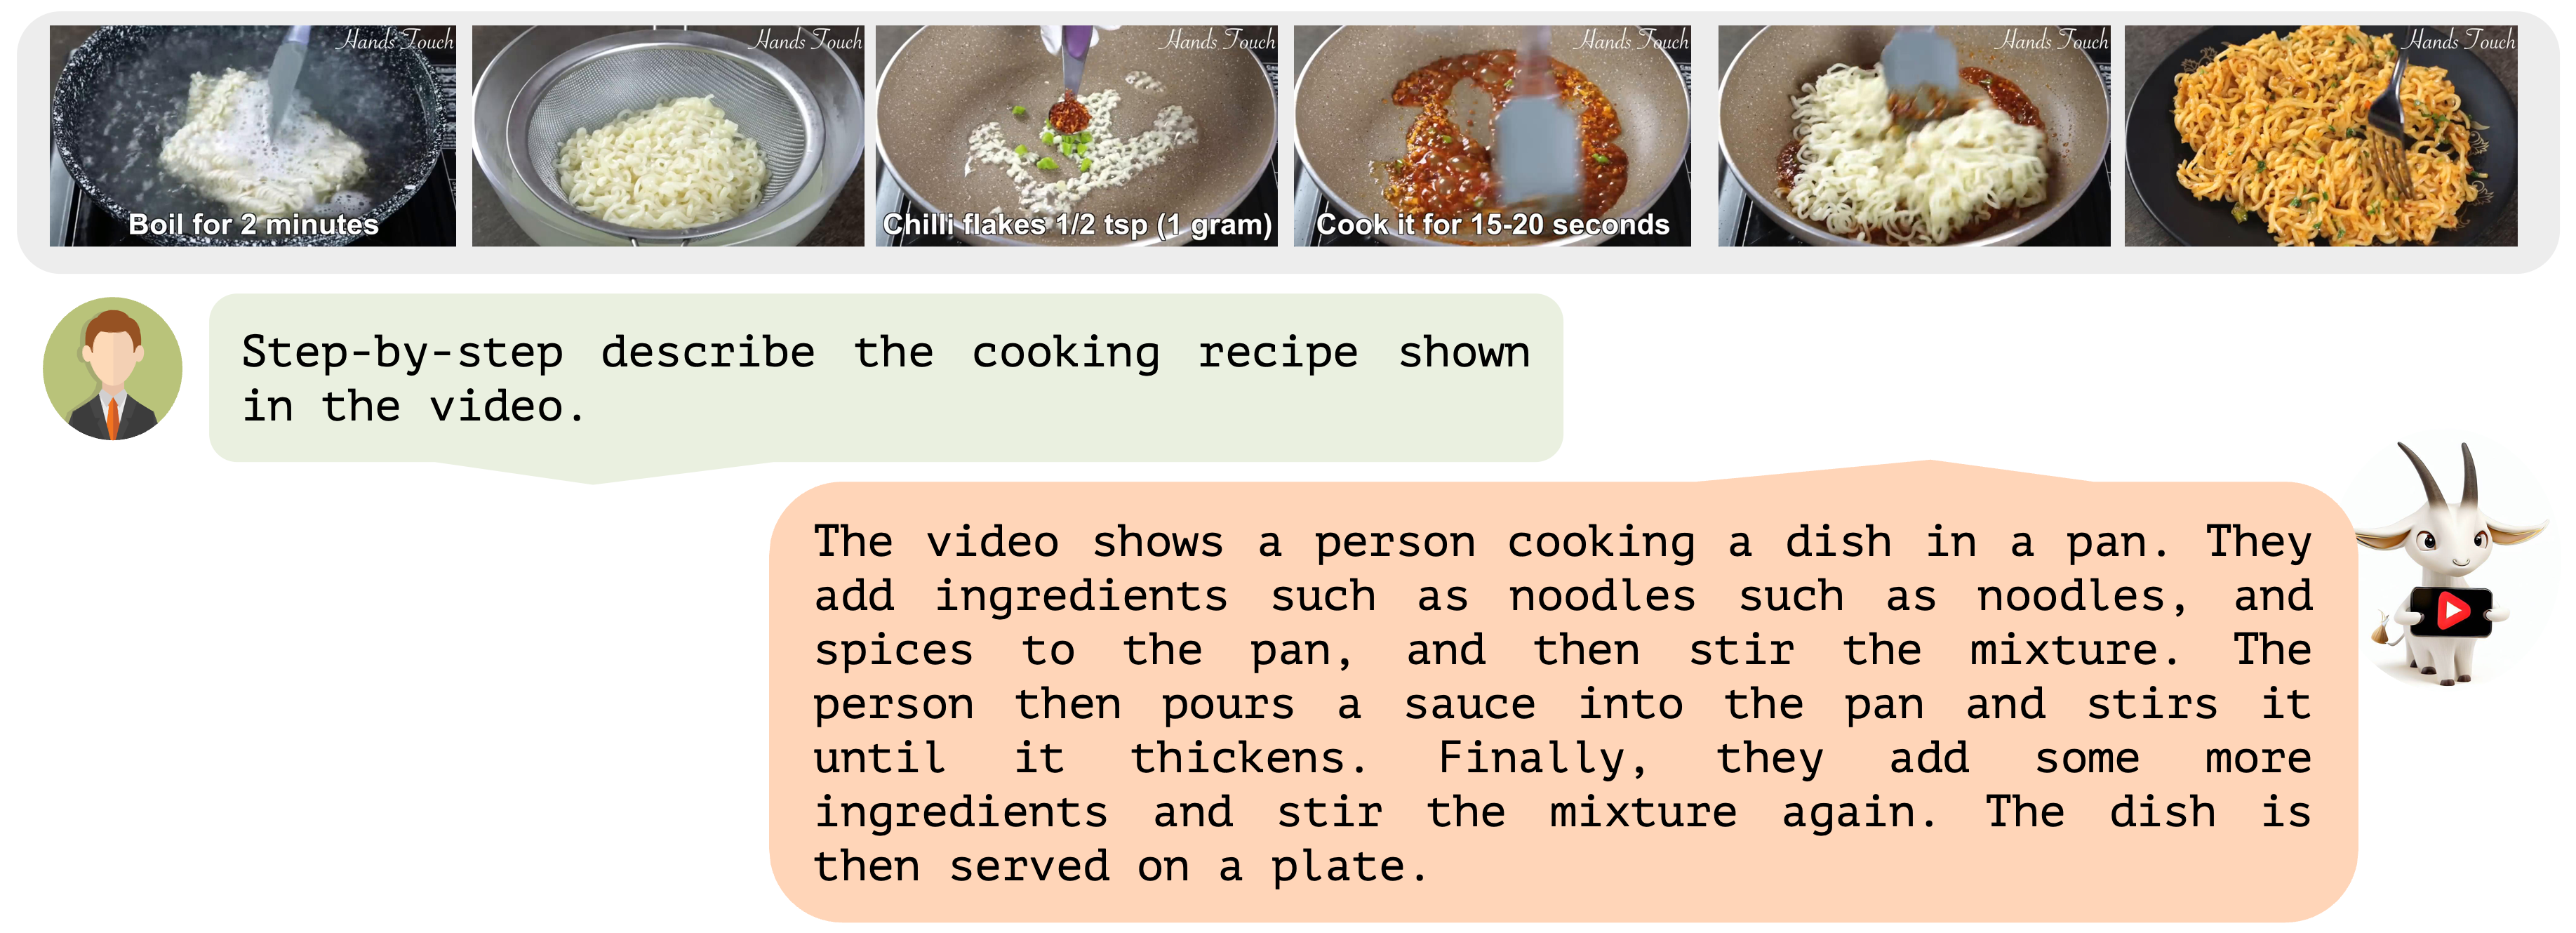 Hands Touch
Hands Touch
Hands Touch
Hands Touch
Hands Touch
Hands Touch
Boil for 2 minutes
Chilli flakes 1/2 tsp (1 gram)
Cook it for 15-20 seconds
Step-by-step describe the cooking recipe shown
in the video.
The video shows a person cooking a dish in a pan. They
add ingredients such as noodles such as noodles, and
spices to the pan, and then stir the mixture. The
person then pours a sauce into the pan and stirs it
until it thickens. Finally, they add some more
ingredients and stir the mixture again. The dish is
then served on a plate.